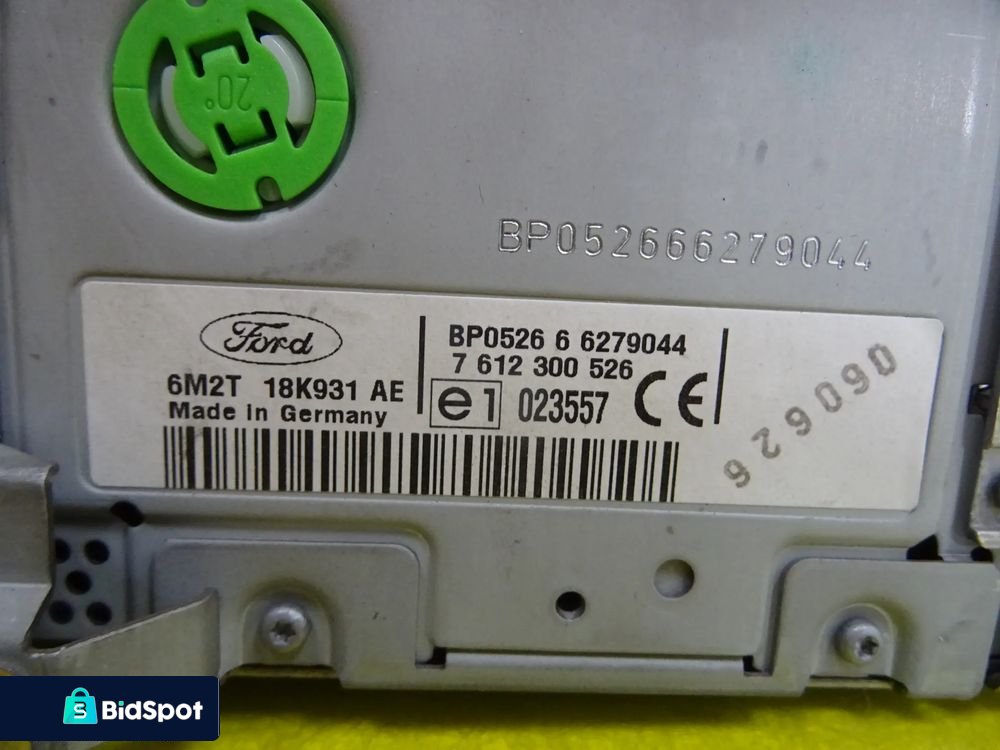 20°
BP052666279044
Ford
6M2T 18K931 AE
Made in Germany
BP0526 6 6279044
7 612 300 526
e1 023557 CE
060626
BidSpot